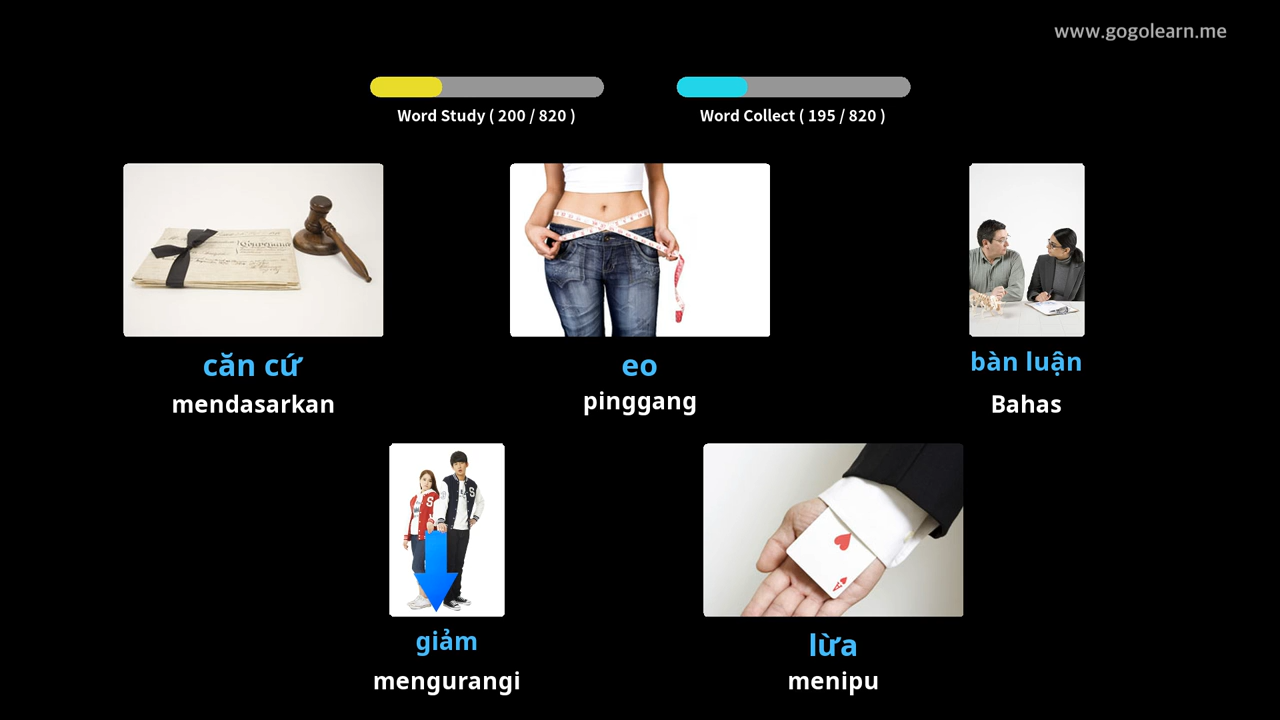 www.gogolearn.me
Word Study ( 200 / 820 )
Word Collect ( 195 / 820 )
căn cứ
mendasarkan
eo
pinggang
bàn luận
Bahas
giảm
mengurangi
lừa
menipu